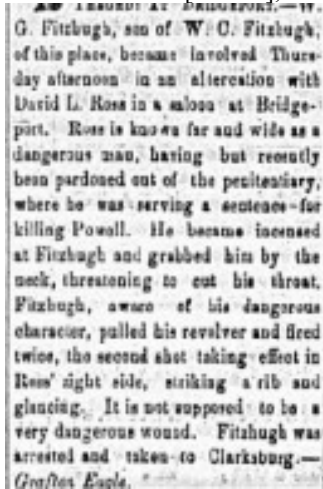 AT BRIDGEPORT.—W.
G. Fitzhugh, son of W. C. Fitzhugh,
of this place, became involved Thurs-
day afternoon in an altercation with
David L. Ross in a saloon at Bridge-
port. Ross is known far and wide as a
dangerous man, having but recently
been pardoned out of the penitentiary,
where he was serving a sentence for
killing Powell. He became incensed
at Fitzhugh and grabbed him by the
neck, threatening to cut his throat.
Fitzhugh, aware of his dangerous
character, pulled his revolver and fired
twice, the second shot taking effect in
Ross' right side, striking a rib and
glancing. It is not supposed to be a
very dangerous wound. Fitzhugh was
arrested and taken to Clarksburg.—
Grafton Eagle.